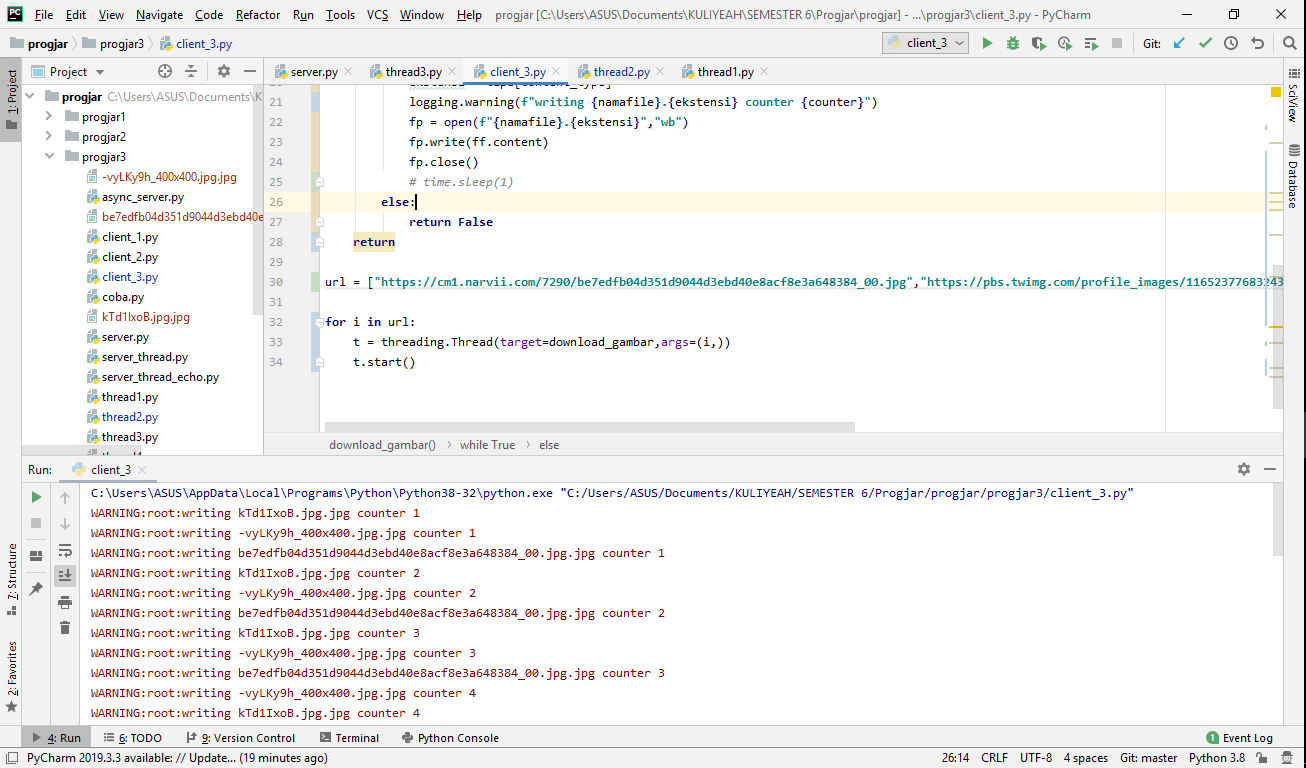 PC File Edit View Navigate Code Refactor Run Tools VCS Window Help progjar [C:\Users\ASUS\Documents\KULIYEAH\SEMESTER 6/Progjar\progjar] - ...\progjar3\client_3.py - PyCharm
progjar progjar3 client_3.py client_3 Git:
1: Project
Project
server.py thread3.py client_3.py thread2.py thread1.py
progjar C:\Users\ASUS\Documents\K
progjar1
progjar2
progjar3
-vyLKy9h_400x400.jpg.jpg
async_server.py
be7edfb04d351d9044d3ebd40e
client_1.py
client_2.py
client_3.py
coba.py
kTd1IxoB.jpg.jpg
server.py
server_thread.py
server_thread_echo.py
thread1.py
thread2.py
thread3.py
21 logging.warning(f"writing {namafile}.{ekstensi} counter {counter}")
22 fp = open(f"{namafile}.{ekstensi}","wb")
23 fp.write(ff.content)
24 fp.close()
25 # time.sleep(1)
26 else:
27 return False
28 return
29
30 url = ["https://cm1.narvii.com/7290/be7edfb04d351d9044d3ebd40e8acf8e3a648384_00.jpg","https://pbs.twimg.com/profile_images/11652377683243
31
32 for i in url:
33 t = threading.Thread(target=download_gambar,args=(i,))
34 t.start()
download_gambar() while True else
SciView
Database
Run: client_3
C:\Users\ASUS\AppData\Local\Programs\Python\Python38-32\python.exe "C:/Users/ASUS/Documents/KULIYEAH/SEMESTER 6/Progjar/progjar/progjar3/client_3.py"
WARNING:root:writing kTd1IxoB.jpg.jpg counter 1
WARNING:root:writing -vyLKy9h_400x400.jpg.jpg counter 1
WARNING:root:writing be7edfb04d351d9044d3ebd40e8acf8e3a648384_00.jpg.jpg counter 1
WARNING:root:writing kTd1IxoB.jpg.jpg counter 2
WARNING:root:writing -vyLKy9h_400x400.jpg.jpg counter 2
WARNING:root:writing be7edfb04d351d9044d3ebd40e8acf8e3a648384_00.jpg.jpg counter 2
WARNING:root:writing kTd1IxoB.jpg.jpg counter 3
WARNING:root:writing -vyLKy9h_400x400.jpg.jpg counter 3
WARNING:root:writing be7edfb04d351d9044d3ebd40e8acf8e3a648384_00.jpg.jpg counter 3
WARNING:root:writing -vyLKy9h_400x400.jpg.jpg counter 4
WARNING:root:writing kTd1IxoB.jpg.jpg counter 4
7: Structure
2: Favorites
4: Run 6: TODO 9: Version Control Terminal Python Console 1 Event Log
PyCharm 2019.3.3 available: // Update... (19 minutes ago) 26:14 CRLF UTF-8 4 spaces Git: master Python 3.8